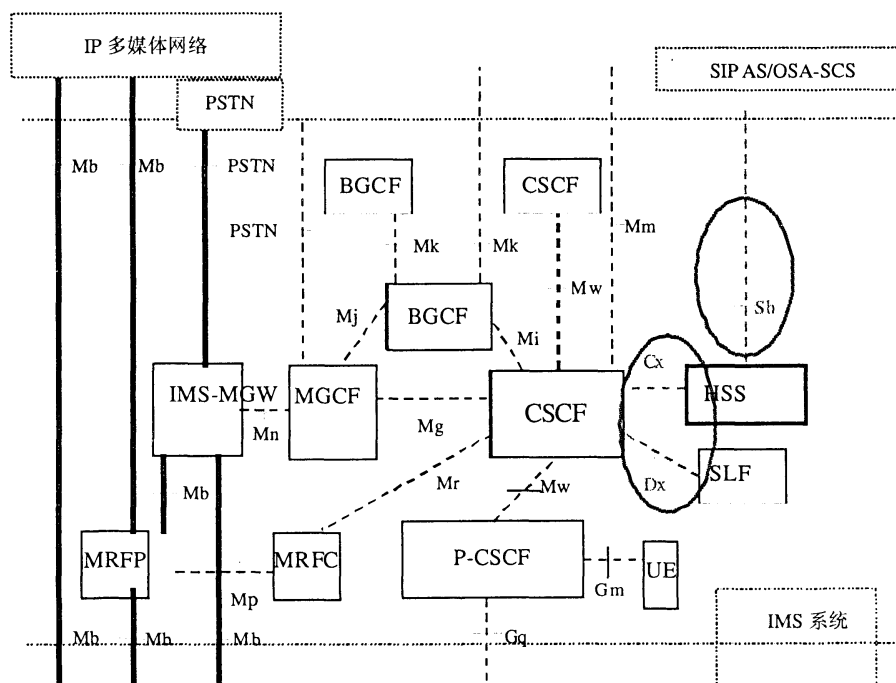 IP 多媒体网络
SIP AS/OSA-SCS
PSTN
Mb
Mb
PSTN
BGCF
CSCF
PSTN
Mk
Mk
Mm
Mw
Sh
Mj
BGCF
Mi
Cx
IMS-MGW
MGCF
CSCF
HSS
Mn
Mg
Mb
Mr
Mw
Dx
SLF
MRFP
MRFC
P-CSCF
UE
Mp
Gm
Mb
Mb
Mb
Gq
IMS 系统